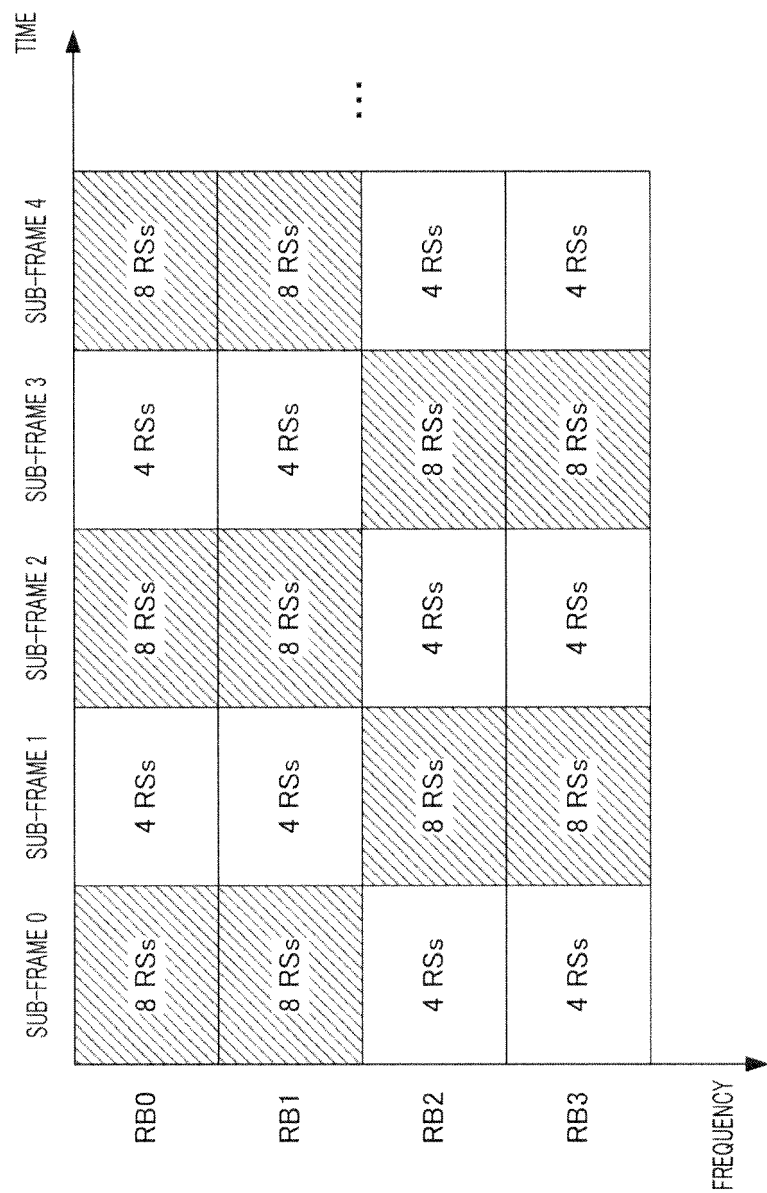 TIME
SUB-FRAME 0 SUB-FRAME 1 SUB-FRAME 2 SUB-FRAME 3 SUB-FRAME 4
RB0 8 RSs 4 RSs 8 RSs 4 RSs 8 RSs
RB1 8 RSs 4 RSs 8 RSs 4 RSs 8 RSs
...
RB2 4 RSs 8 RSs 4 RSs 8 RSs 4 RSs
RB3 4 RSs 8 RSs 4 RSs 8 RSs 4 RSs
FREQUENCY